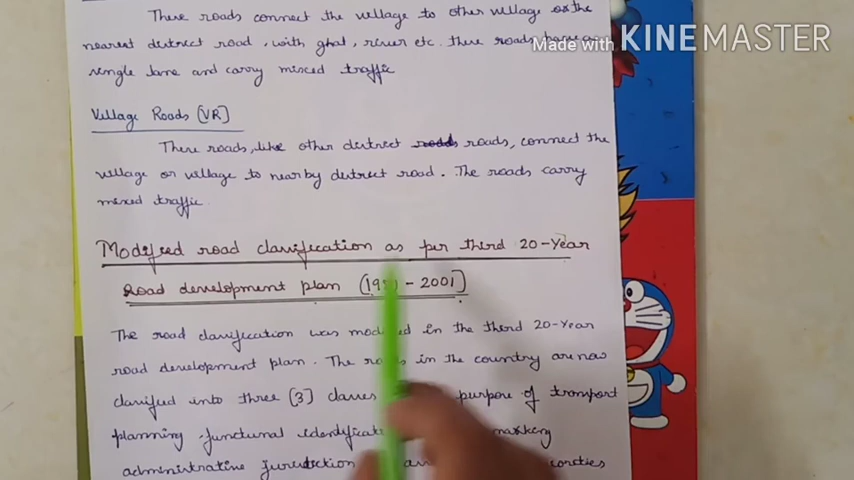 These roads connect the village to other village or the
nearest district road, with ghat, river etc. These roads have
single lane and carry mixed traffic
Made with KINEMASTER
Village Roads [VR]
These roads, like other district roads, connect the
village or village to nearby district road. The roads carry
mixed traffic.
Modified road classification as per third 20-Year
Road development plan (1981-2001)
The road classification was modified in the third 20-Year
road development plan. The roads in the country are now
classified into three [3] classes purpose of transport
planning functional
administrative jurisdiction